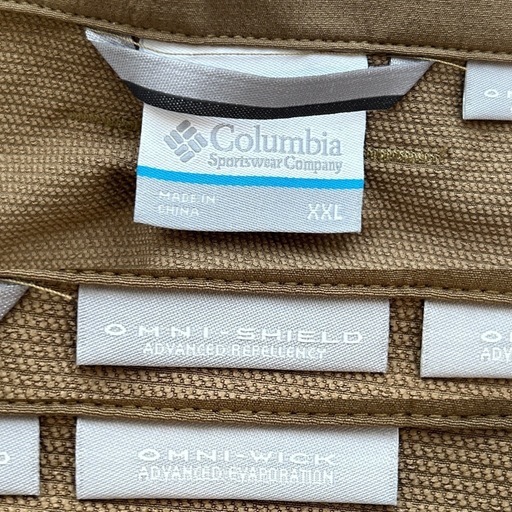 Columbia
Sportswear Company
MADE IN
CHINA
XXL
OMNI-SHIELD
ADVANCED REPELLENCY
OMNI-WICK
ADVANCED EVAPORATION